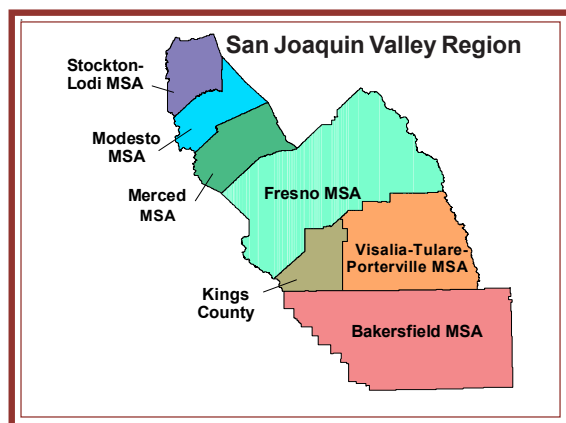 San Joaquin Valley Region
Stockton-
Lodi MSA
Modesto
MSA
Merced
MSA
Fresno MSA
Visalia-Tulare-
Porterville MSA
Kings
County
Bakersfield MSA